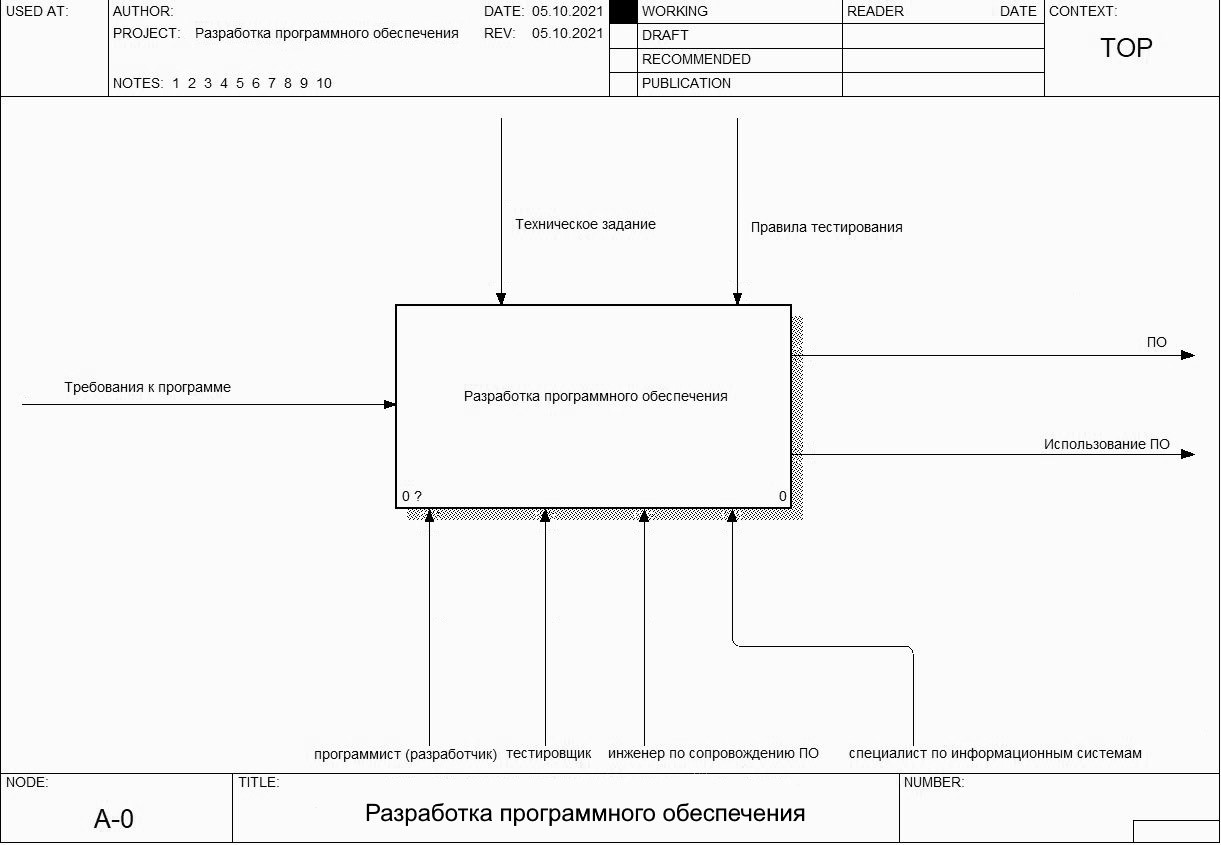 USED AT:
AUTHOR:
DATE: 05.10.2021
WORKING
READER
DATE
CONTEXT:
PROJECT: Разработка программного обеспечения
REV: 05.10.2021
DRAFT
TOP
RECOMMENDED
NOTES: 1 2 3 4 5 6 7 8 9 10
PUBLICATION
Техническое задание
Правила тестирования
ПО
Требования к программе
Разработка программного обеспечения
Использование ПО
0 ?
0
программист (разработчик)
тестировщик
инженер по сопровождению ПО
специалист по информационным системам
NODE:
TITLE:
NUMBER:
A-0
Разработка программного обеспечения